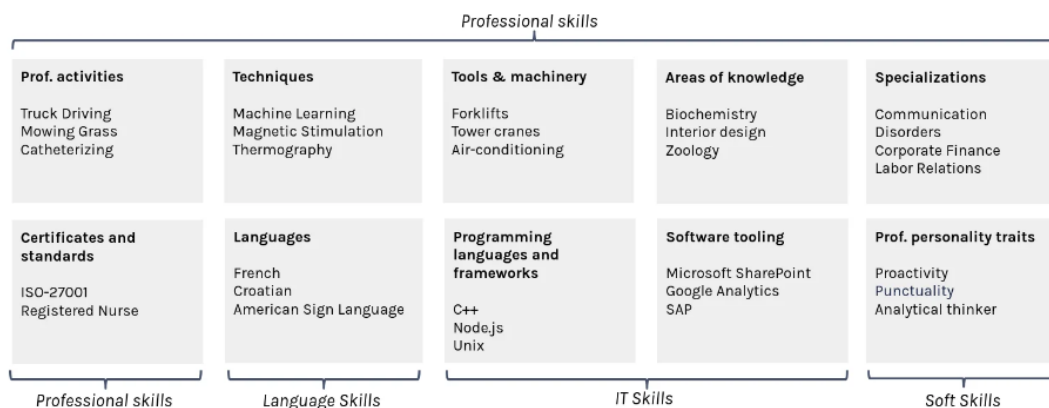 Professional skills
Prof. activities
Truck Driving
Mowing Grass
Catheterizing
Techniques
Machine Learning
Magnetic Stimulation
Thermography
Tools & machinery
Forklifts
Tower cranes
Air-conditioning
Areas of knowledge
Biochemistry
Interior design
Zoology
Specializations
Communication
Disorders
Corporate Finance
Labor Relations
Certificates and
standards
ISO-27001
Registered Nurse
Languages
French
Croatian
American Sign Language
Programming
languages and
frameworks
C++
Node.js
Unix
Software tooling
Microsoft SharePoint
Google Analytics
SAP
Prof. personality traits
Proactivity
Punctuality
Analytical thinker
Professional skills
Language Skills
IT Skills
Soft Skills